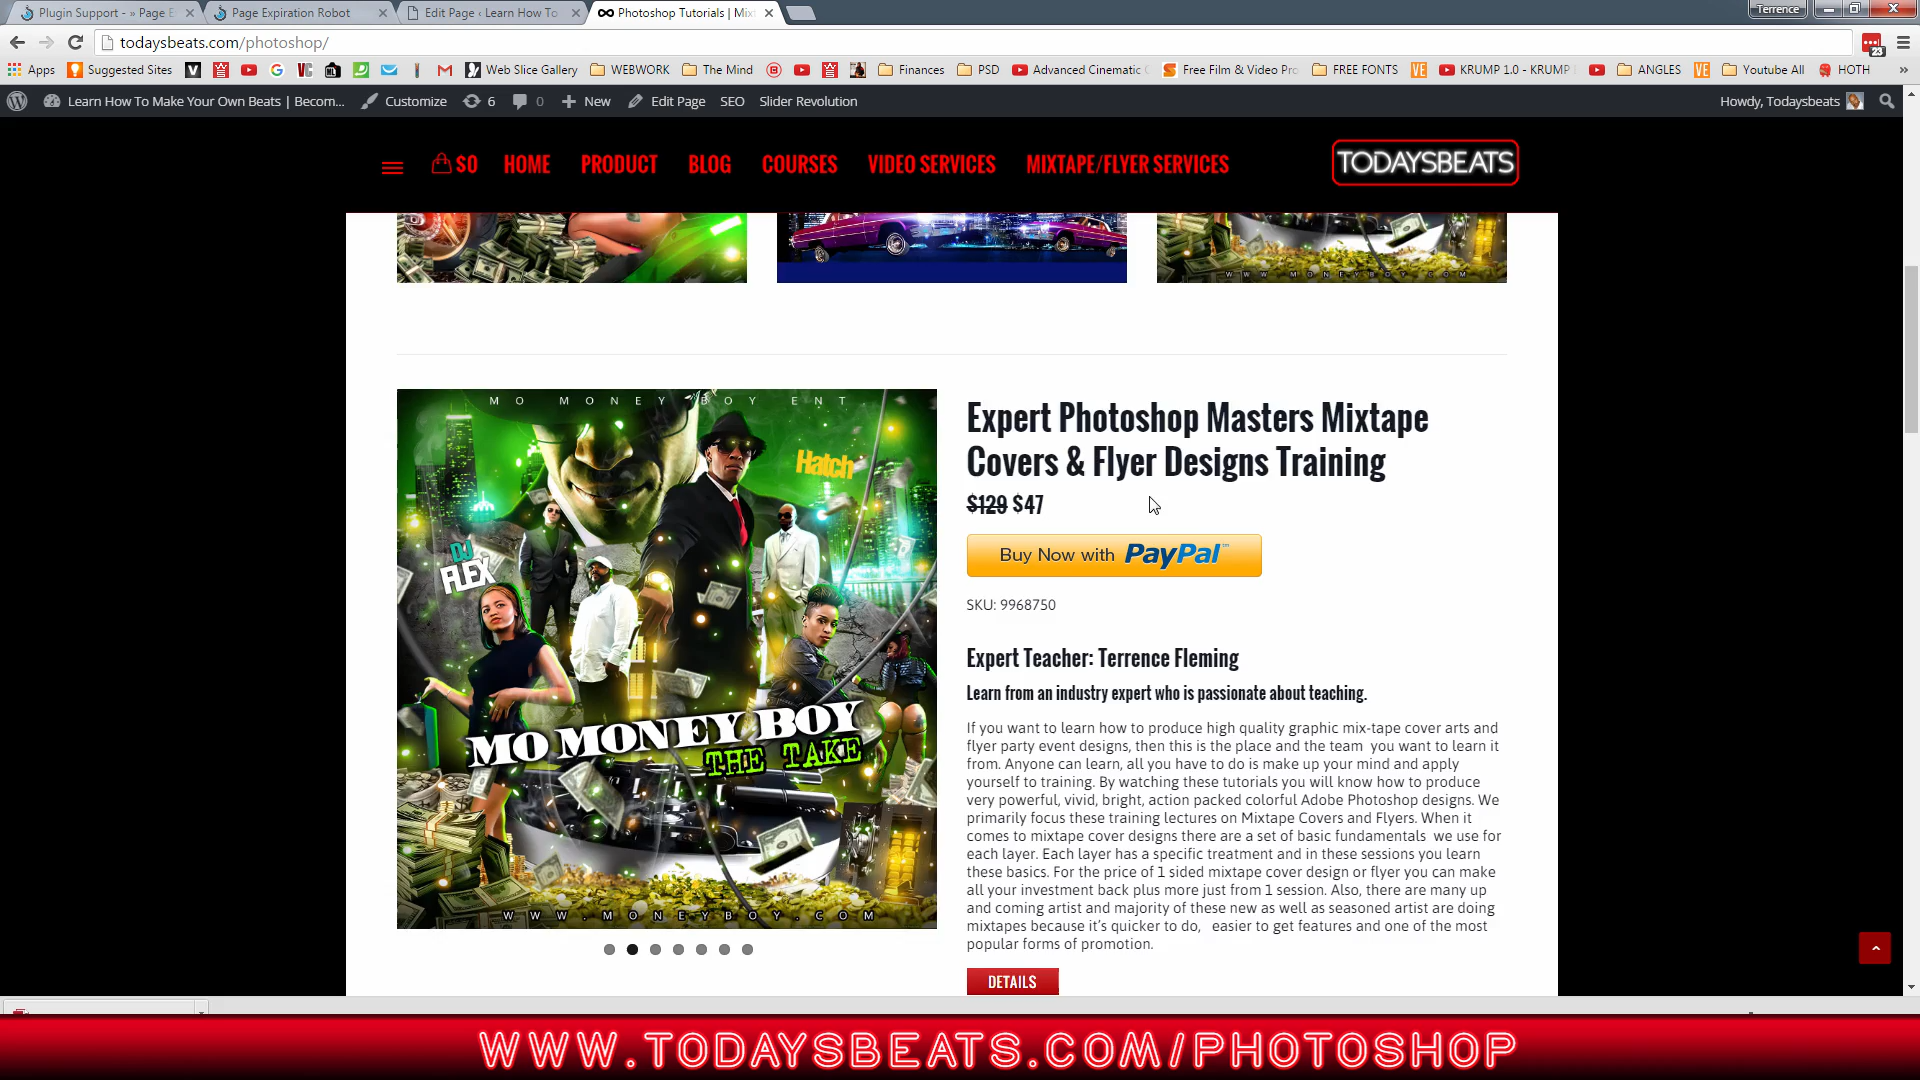 Plugin Support - » Page E
Page Expiration Robot
Edit Page ‹ Learn How To
Photoshop Tutorials | Mix
Terrence
todaysbeats.com/photoshop/
23
Apps
Suggested Sites
Web Slice Gallery
WEBWORK
The Mind
Finances
PSD
Advanced Cinematic
Free Film & Video Pro
FREE FONTS
KRUMP 1.0 - KRUMP
ANGLES
Youtube All
HOTH
»
Learn How To Make Your Own Beats | Becom...
Customize
6
0
New
Edit Page
SEO
Slider Revolution
Howdy, Todaysbeats
$0
HOME
PRODUCT
BLOG
COURSES
VIDEO SERVICES
MIXTAPE/FLYER SERVICES
TODAYSBEATS
WWW.MONEYBOY.COM
MO MONEY BOY ENT
Hatch
DJ
FLEX
MO MONEY BOY
THE TAKE
WWW.MONEYBOY.COM
Expert Photoshop Masters Mixtape
Covers & Flyer Designs Training
$129 $47
Buy Now with PayPal™
SKU: 9968750
Expert Teacher: Terrence Fleming
Learn from an industry expert who is passionate about teaching.
If you want to learn how to produce high quality graphic mix-tape cover arts and
flyer party event designs, then this is the place and the team you want to learn it
from. Anyone can learn, all you have to do is make up your mind and apply
yourself to training. By watching these tutorials you will know how to produce
very powerful, vivid, bright, action packed colorful Adobe Photoshop designs. We
primarily focus these training lectures on Mixtape Covers and Flyers. When it
comes to mixtape cover designs there are a set of basic fundamentals we use for
each layer. Each layer has a specific treatment and in these sessions you learn
these basics. For the price of 1 sided mixtape cover design or flyer you can make
all your investment back plus more just from 1 session. Also, there are many up
and coming artist and majority of these new as well as seasoned artist are doing
mixtapes because it's quicker to do, easier to get features and one of the most
popular forms of promotion.
DETAILS
WWW.TODAYSBEATS.COM/PHOTOSHOP